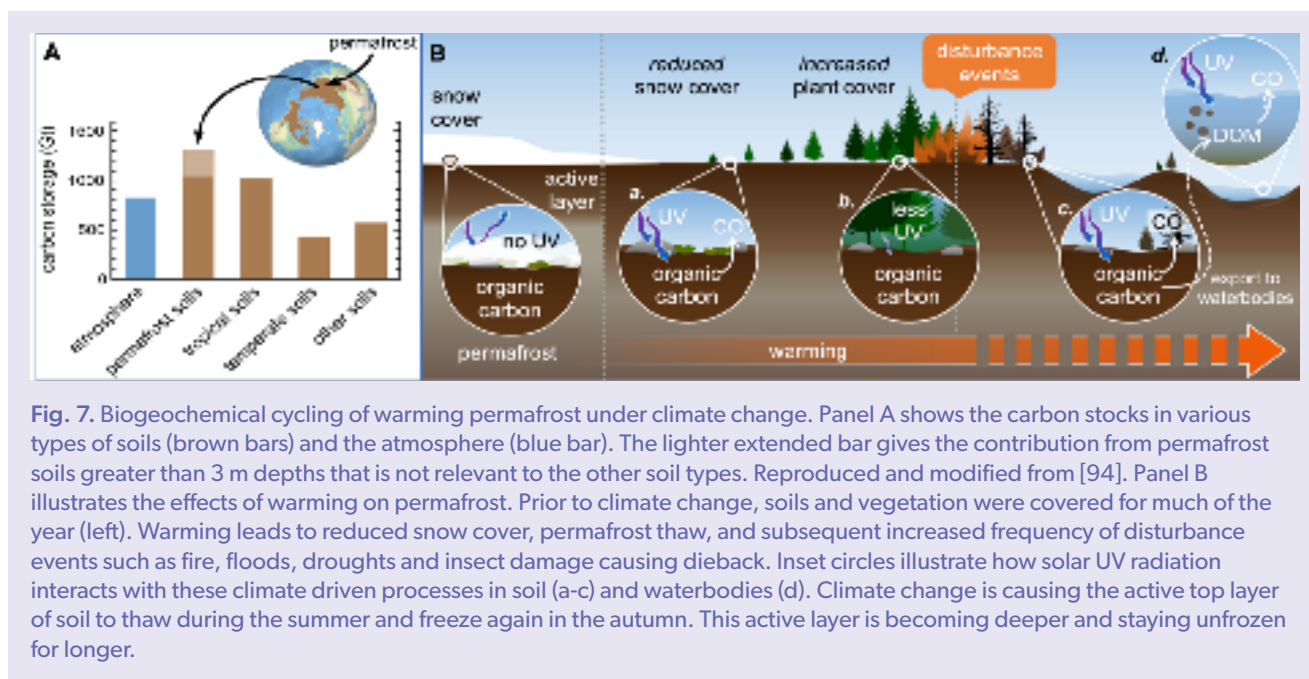 A
permafrost
carbon storage (Gt)
1500
1000
500
0
atmosphere
permafrost soils
tropical soils
temperate soils
other soils
B
snow
cover
reduced
snow cover
increased
plant cover
disturbance
events
active
layer
no UV
organic
carbon
permafrost
a.
UV
CO
organic
carbon
b.
less
UV
organic
carbon
c.
UV
CO
organic
carbon
d.
UV
CO
DOM
export to
waterbodies
warming
Fig. 7. Biogeochemical cycling of warming permafrost under climate change. Panel A shows the carbon stocks in various
types of soils (brown bars) and the atmosphere (blue bar). The lighter extended bar gives the contribution from permafrost
soils greater than 3 m depths that is not relevant to the other soil types. Reproduced and modified from [94]. Panel B
illustrates the effects of warming on permafrost. Prior to climate change, soils and vegetation were covered for much of the
year (left). Warming leads to reduced snow cover, permafrost thaw, and subsequent increased frequency of disturbance
events such as fire, floods, droughts and insect damage causing dieback. Inset circles illustrate how solar UV radiation
interacts with these climate driven processes in soil (a-c) and waterbodies (d). Climate change is causing the active top layer
of soil to thaw during the summer and freeze again in the autumn. This active layer is becoming deeper and staying unfrozen
for longer.